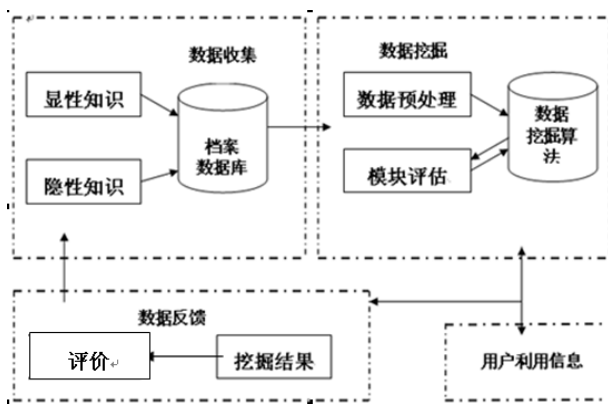 数据收集
显性知识
隐性知识
档案
数据库
数据挖掘
数据预处理
模块评估
数据
挖掘算
法
数据反馈
评价
挖掘结果
用户利用信息